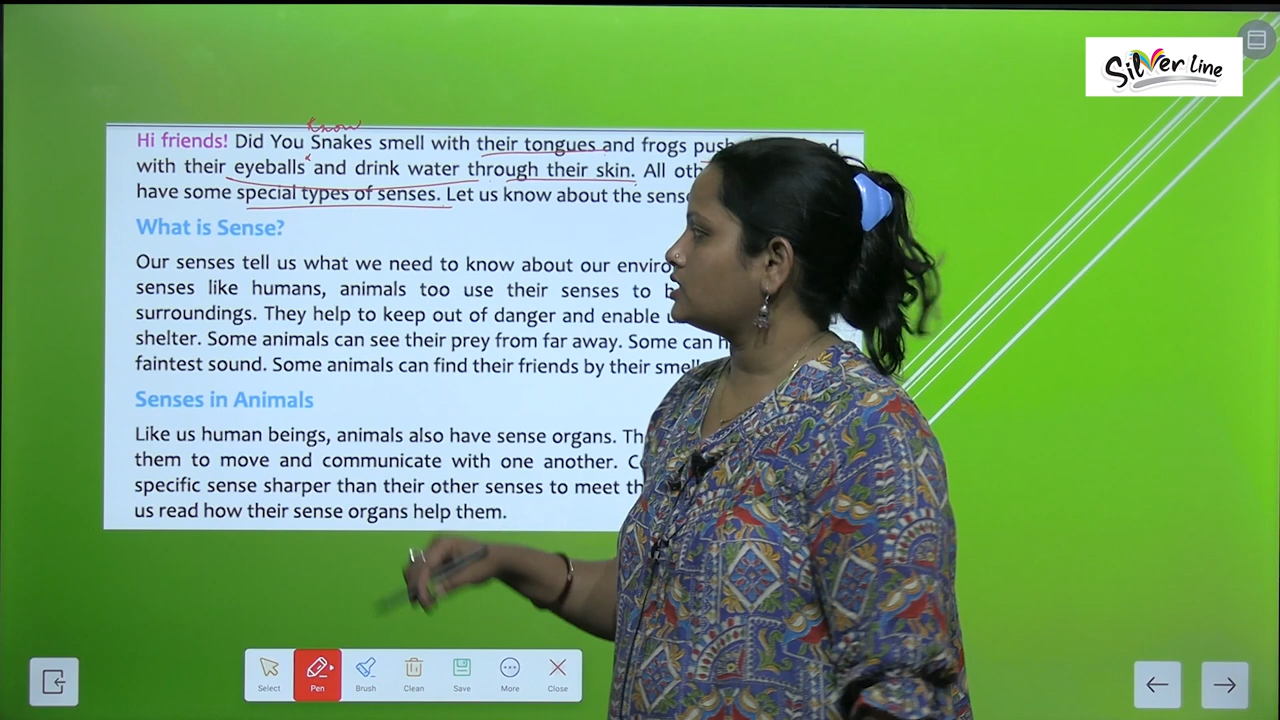 Silver line
Know
Hi friends! Did You Snakes smell with their tongues and frogs push
with their eyeballs and drink water through their skin. All
have some special types of senses. Let us know about the
What is Sense?
Our senses tell us what we need to know about our
senses like humans, animals too use their senses to
surroundings. They help to keep out of danger and enable
shelter. Some animals can see their prey from far away. Some can
faintest sound. Some animals can find their friends by their
Senses in Animals
Like us human beings, animals also have sense organs.
them to move and communicate with one another.
specific sense sharper than their other senses to meet
us read how their sense organs help them.
Select Pen Brush Clean Save More Close